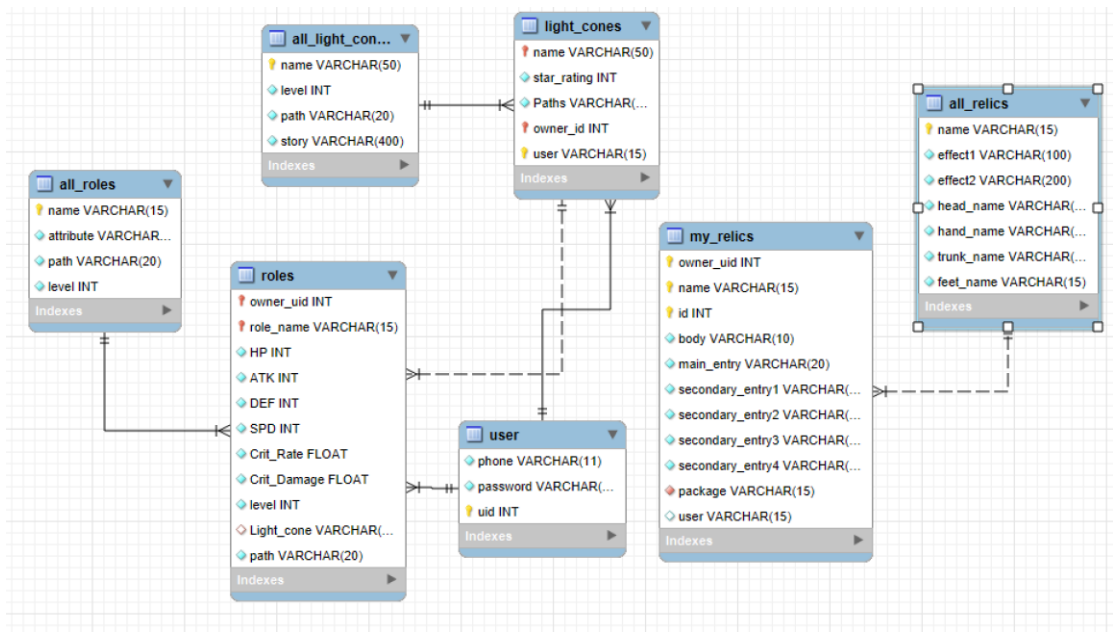 all_light_con...
name VARCHAR(50)
level INT
path VARCHAR(20)
story VARCHAR(400)
Indexes
light_cones
name VARCHAR(50)
star_rating INT
Paths VARCHAR(...
owner_id INT
user VARCHAR(15)
Indexes
all_relics
name VARCHAR(15)
effect1 VARCHAR(100)
effect2 VARCHAR(200)
head_name VARCHAR(...
hand_name VARCHAR(...
trunk_name VARCHAR(...
feet_name VARCHAR(15)
Indexes
all_roles
name VARCHAR(15)
attribute VARCHAR...
path VARCHAR(20)
level INT
Indexes
roles
owner_uid INT
role_name VARCHAR(15)
HP INT
ATK INT
DEF INT
SPD INT
Crit_Rate FLOAT
Crit_Damage FLOAT
level INT
Light_cone VARCHAR(...
path VARCHAR(20)
Indexes
my_relics
owner_uid INT
name VARCHAR(15)
id INT
body VARCHAR(10)
main_entry VARCHAR(20)
secondary_entry1 VARCHAR(...
secondary_entry2 VARCHAR(...
secondary_entry3 VARCHAR(...
secondary_entry4 VARCHAR(...
package VARCHAR(15)
user VARCHAR(15)
Indexes
user
phone VARCHAR(11)
password VARCHAR(...
uid INT
Indexes